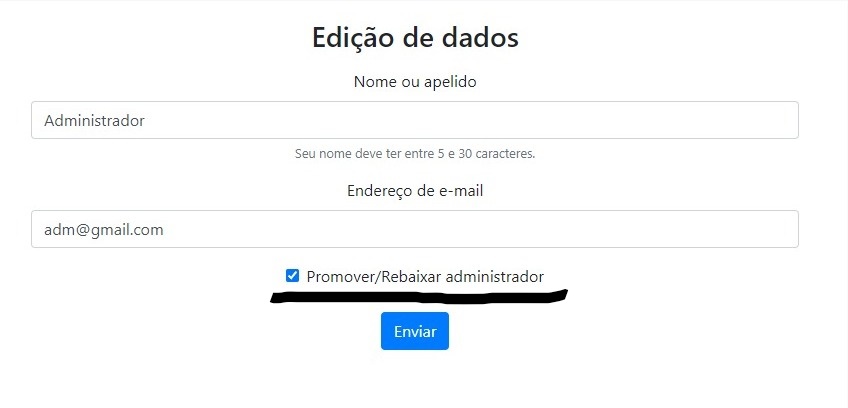 Edição de dados
Nome ou apelido
Administrador
Seu nome deve ter entre 5 e 30 caracteres.
Endereço de e-mail
adm@gmail.com
Promover/Rebaixar administrador
Enviar